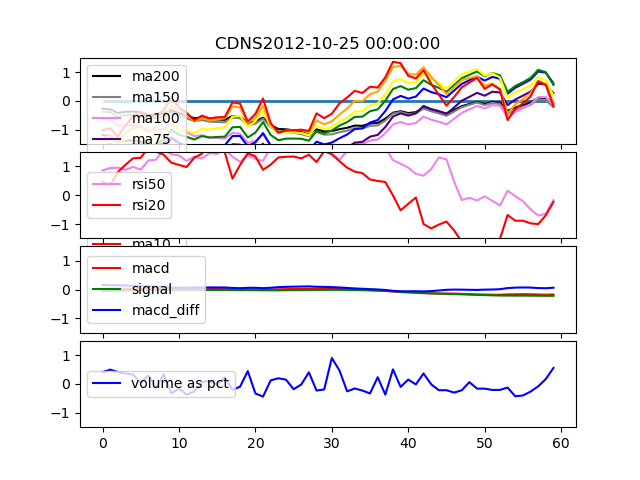 CDNS2012-10-25 00:00:00
1
0
−1
ma200
ma150
ma100
ma75
1
0
−1
rsi50
rsi20
ma10
1
0
−1
macd
signal
macd_diff
1
0
−1
volume as pct
0
10
20
30
40
50
60